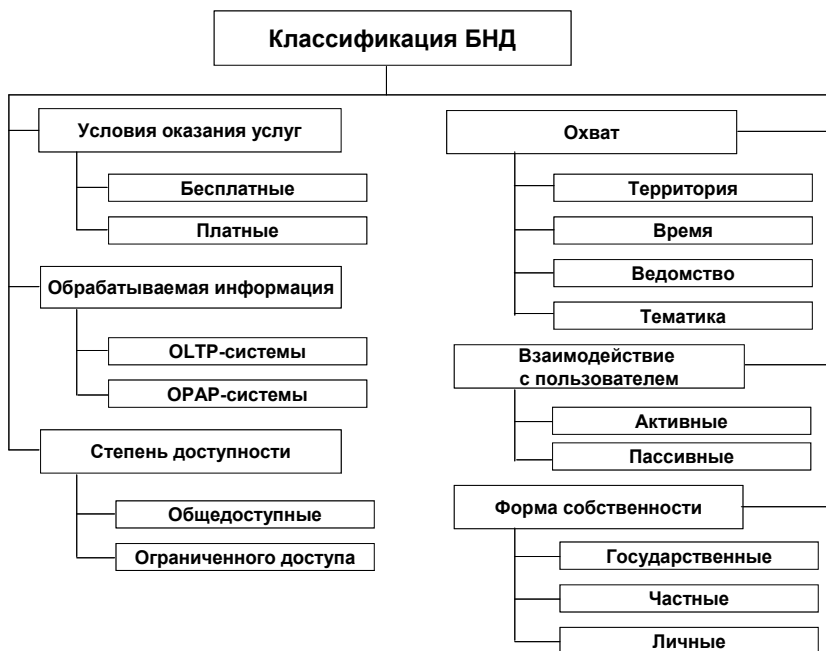 Классификация БНД
Условия оказания услуг
Бесплатные
Платные
Обрабатываемая информация
OLTP-системы
OPAP-системы
Степень доступности
Общедоступные
Ограниченного доступа
Охват
Территория
Время
Ведомство
Тематика
Взаимодействие
с пользователем
Активные
Пассивные
Форма собственности
Государственные
Частные
Личные